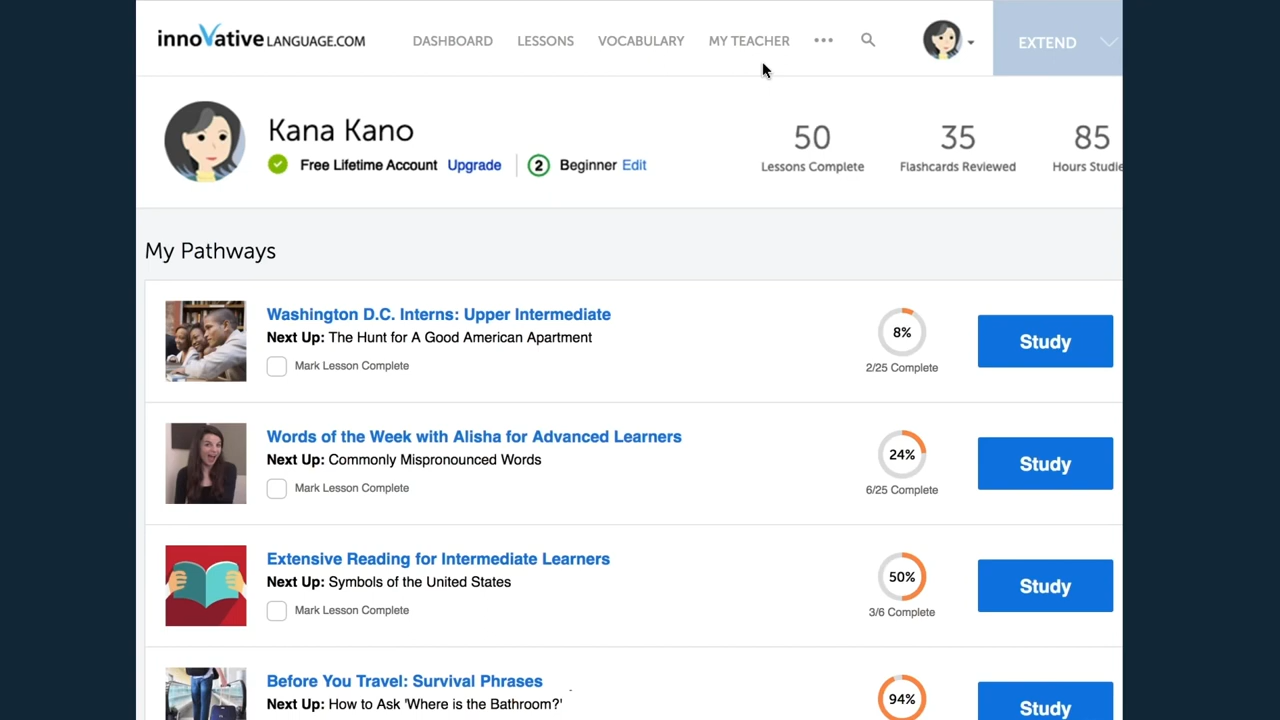 innoVative LANGUAGE.COM DASHBOARD LESSONS VOCABULARY MY TEACHER ••• EXTEND
Kana Kano
Free Lifetime Account Upgrade 2 Beginner Edit
50 35 85
Lessons Complete Flashcards Reviewed Hours Studie
My Pathways
Washington D.C. Interns: Upper Intermediate
Next Up: The Hunt for A Good American Apartment
Mark Lesson Complete
8%
2/25 Complete
Study
Words of the Week with Alisha for Advanced Learners
Next Up: Commonly Mispronounced Words
Mark Lesson Complete
24%
6/25 Complete
Study
Extensive Reading for Intermediate Learners
Next Up: Symbols of the United States
Mark Lesson Complete
50%
3/6 Complete
Study
Before You Travel: Survival Phrases
Next Up: How to Ask 'Where is the Bathroom?'
94%
Study